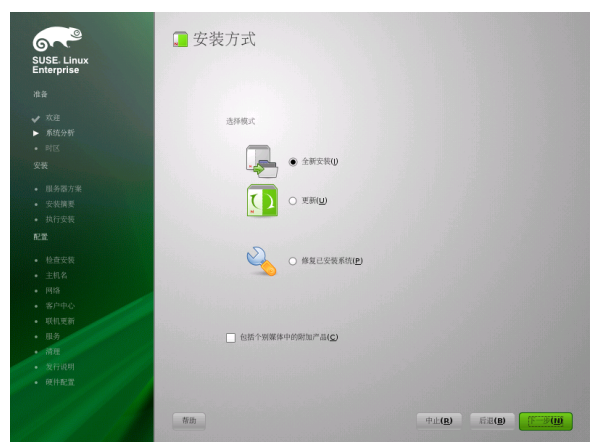 SUSE. Linux
Enterprise
准备
欢迎
系统分析
时区
安装
服务器方案
安装摘要
执行安装
配置
检查安装
主机名
网络
客户中心
联机更新
服务
清理
发行说明
硬件配置
安装方式
选择模式
全新安装(I)
更新(U)
修复已安装系统(P)
包括个别媒体中的附加产品(C)
帮助
中止(R)
后退(B)
下一步(N)